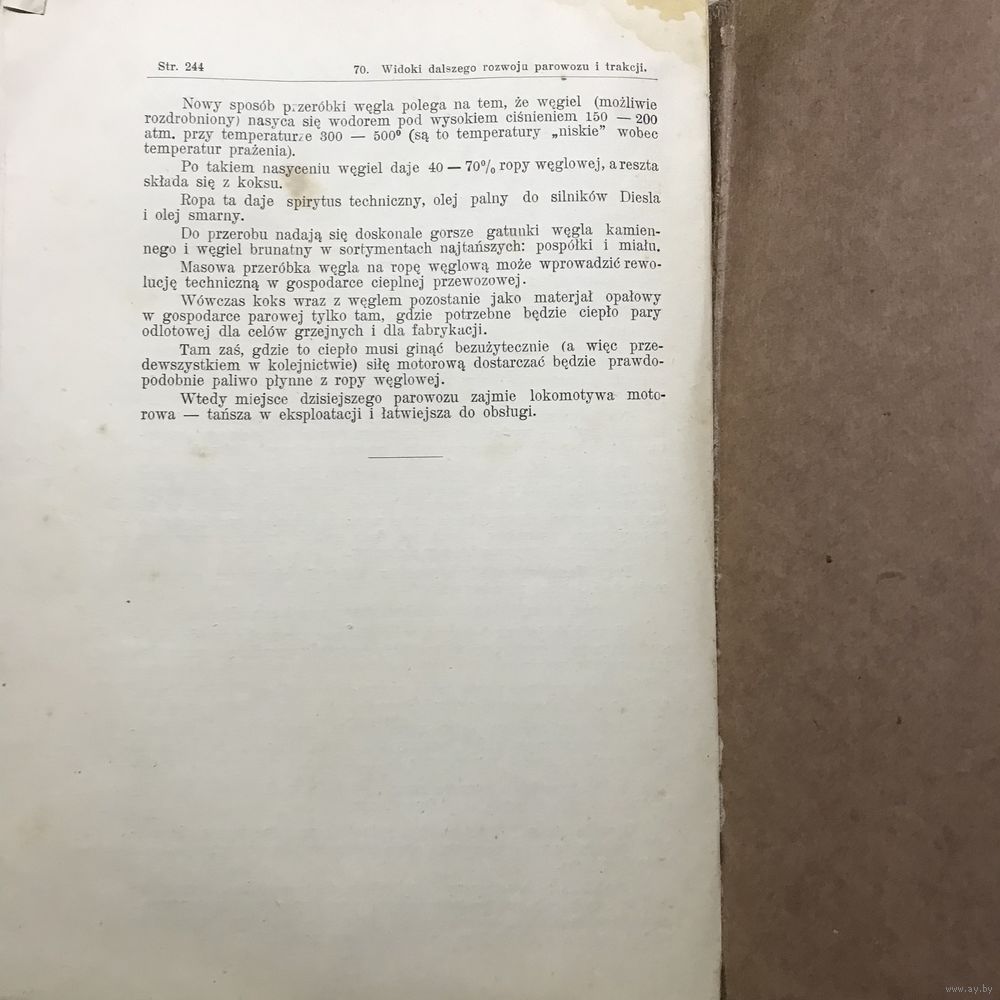 Str. 244 70. Widoki dalszego rozwoju parowozu i trakcji.
Nowy sposób przeróbki węgla polega na tem, że węgiel (możliwie
rozdrobniony) nasyca się wodorem pod wysokiem ciśnieniem 150 — 200
atm. przy temperaturze 300 — 500° (są to temperatury „niskie” wobec
temperatur prażenia).
Po takiem nasyceniu węgiel daje 40 — 70% ropy węglowej, a reszta
składa się z koksu.
Ropa ta daje spirytus techniczny, olej palny do silników Diesla
i olej smarny.
Do przerobu nadają się doskonale gorsze gatunki węgla kamien-
nego i węgiel brunatny w sortymentach najtańszych: pospółki i miału.
Masowa przeróbka węgla na ropę węglową może wprowadzić rewo-
lucję techniczną w gospodarce cieplnej przewozowej.
Wówczas koks wraz z węglem pozostanie jako materjał opałowy
w gospodarce parowej tylko tam, gdzie potrzebne będzie ciepło pary
odlotowej dla celów grzejnych i dla fabrykacji.
Tam zaś, gdzie to ciepło musi ginąć bezużytecznie (a więc prze-
dewszystkiem w kolejnictwie) siłę motorową dostarczać będzie prawdo-
podobnie paliwo płynne z ropy węglowej.
Wtedy miejsce dzisiejszego parowozu zajmie lokomotywa moto-
rowa — tańsza w eksploatacji i łatwiejsza do obsługi.
www.ay.by